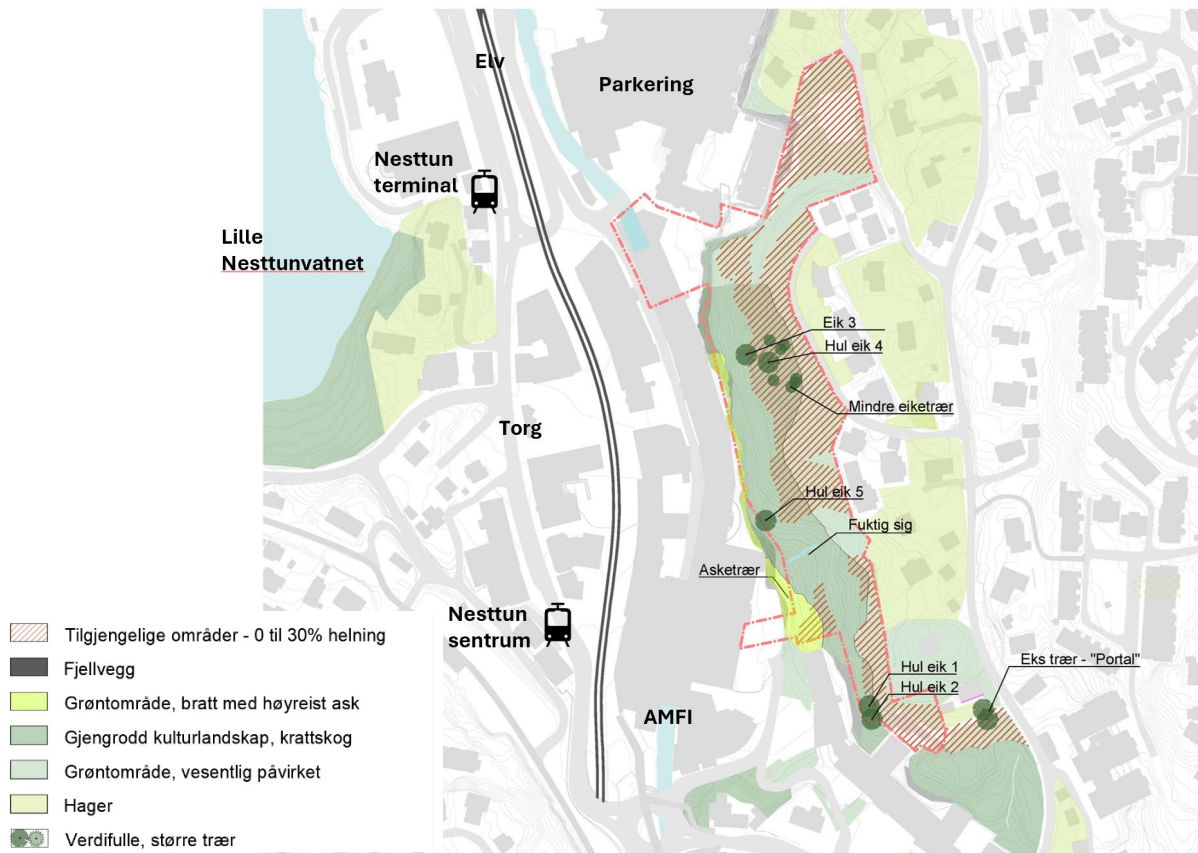 Elv
Parkering
Nesttun
terminal
Lille
Nesttunvatnet
Eik 3
Hul eik 4
Mindre eiketrær
Torg
Hul eik 5
Fuktig sig
Asketrær
Nesttun
sentrum
Hul eik 1
Eks trær - "Portal"
Hul eik 2
AMFI
Tilgjengelige områder - 0 til 30% helning
Fjellvegg
Grøntområde, bratt med høyreist ask
Gjengrodd kulturlandskap, krattskog
Grøntområde, vesentlig påvirket
Hager
Verdifulle, større trær